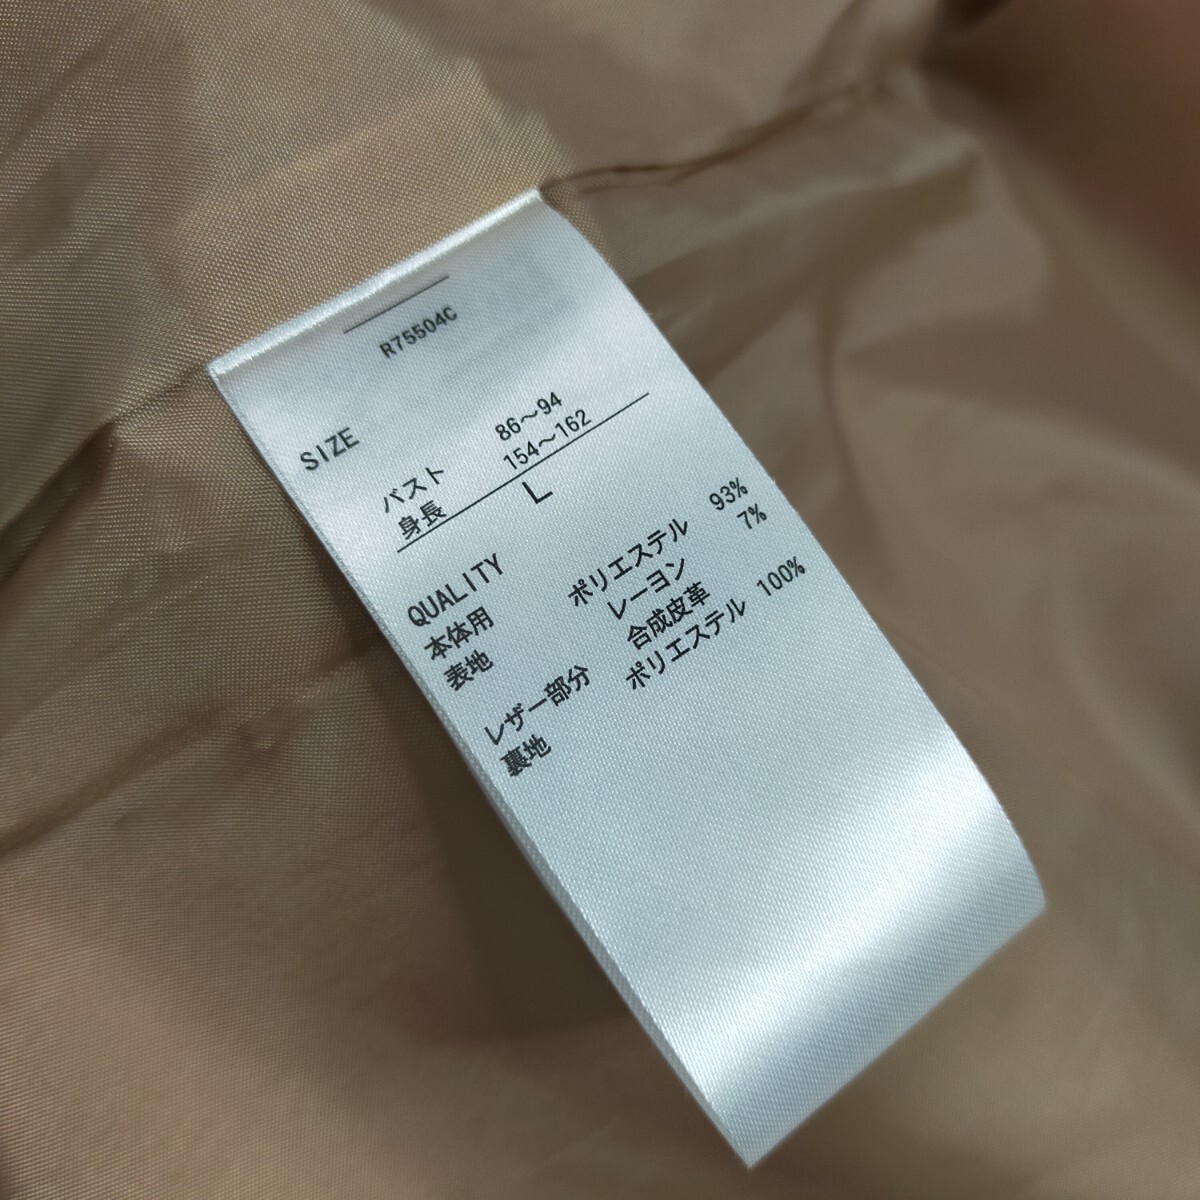 R75504C
SIZE
バスト 86～94
身長 154～162
L
QUALITY
本体用
表地 ポリエステル 93%
レーヨン 7%
レザー部分 合成皮革
裏地 ポリエステル 100%